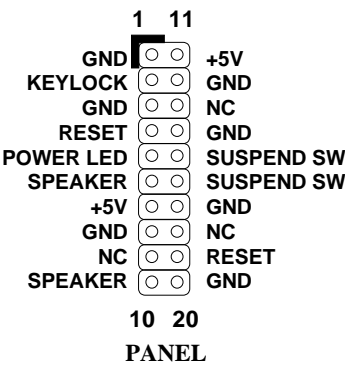 1 11
GND +5V
KEYLOCK GND
GND NC
RESET GND
POWER LED SUSPEND SW
SPEAKER SUSPEND SW
+5V GND
GND NC
NC RESET
SPEAKER GND
10 20
PANEL